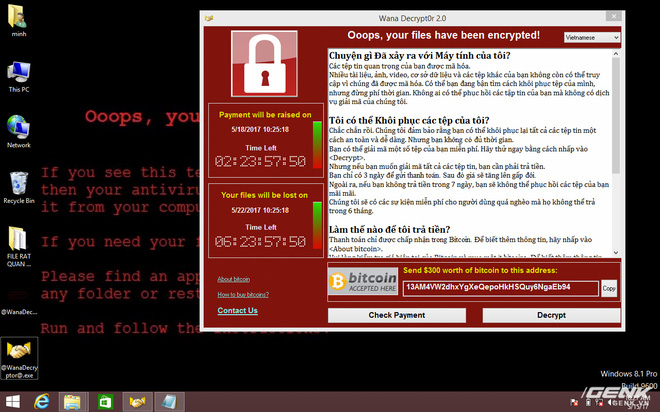 minh
This PC
Network
Recycle Bin
FILE RAT
QUAN ...
@WanaDec...
@WanaDecry
ptor@.exe
Ooops, you
If you see this te
then your antiviru
it from your compu
If you need your f
Please find an app
any folder or rest
Run and follow the instructions!
Wana Decrypt0r 2.0
Ooops, your files have been encrypted!
Vietnamese
Payment will be raised on
5/18/2017 10:25:18
Time Left
02:23:57:50
Your files will be lost on
5/22/2017 10:25:18
Time Left
06:23:57:50
About bitcoin
How to buy bitcoins?
Contact Us
Chuyện gì Đã xảy ra với Máy tính của tôi?
Các tệp tin quan trọng của bạn được mã hóa.
Nhiều tài liệu, ảnh, video, cơ sở dữ liệu và các tệp khác của bạn không còn có thể truy
cập vì chúng đã được mã hóa. Có thể bạn đang bận tìm cách khôi phục tệp của mình,
nhưng đừng phí thời gian. Không ai có thể phục hồi các tập tin của bạn mà không có dịch
vụ giải mã của chúng tôi.
Tôi có thể Khôi phục các tệp của tôi?
Chắc chắn rồi. Chúng tôi đảm bảo rằng bạn có thể khôi phục lại tất cả các tệp tin một
cách an toàn và dễ dàng. Nhưng bạn không có đủ thời gian.
Bạn có thể giải mã một số tệp của bạn miễn phí. Hãy thử ngay bằng cách nhấp vào
<Decrypt>.
Nhưng nếu bạn muốn giải mã tất cả các tệp tin, bạn cần phải trả tiền.
Bạn chỉ có 3 ngày để gửi thanh toán. Sau đó giá sẽ tăng lên gấp đôi.
Ngoài ra, nếu bạn không trả tiền trong 7 ngày, bạn sẽ không thể phục hồi các tệp của bạn
mãi mãi.
Chúng tôi sẽ có các sự kiện miễn phí cho người dùng quá nghèo mà họ không thể trả
trong 6 tháng.
Làm thế nào để tôi trả tiền?
Thanh toán chỉ được chấp nhận trong Bitcoin. Để biết thêm thông tin, hãy nhấp vào
<About bitcoin>.
bitcoin
ACCEPTED HERE
Send $300 worth of bitcoin to this address:
13AM4VW2dhxYgXeQepoHkHSQuy6NgaEb94
Copy
Check Payment
Decrypt
Windows 8.1 Pro
Build 9600
GENK.VN